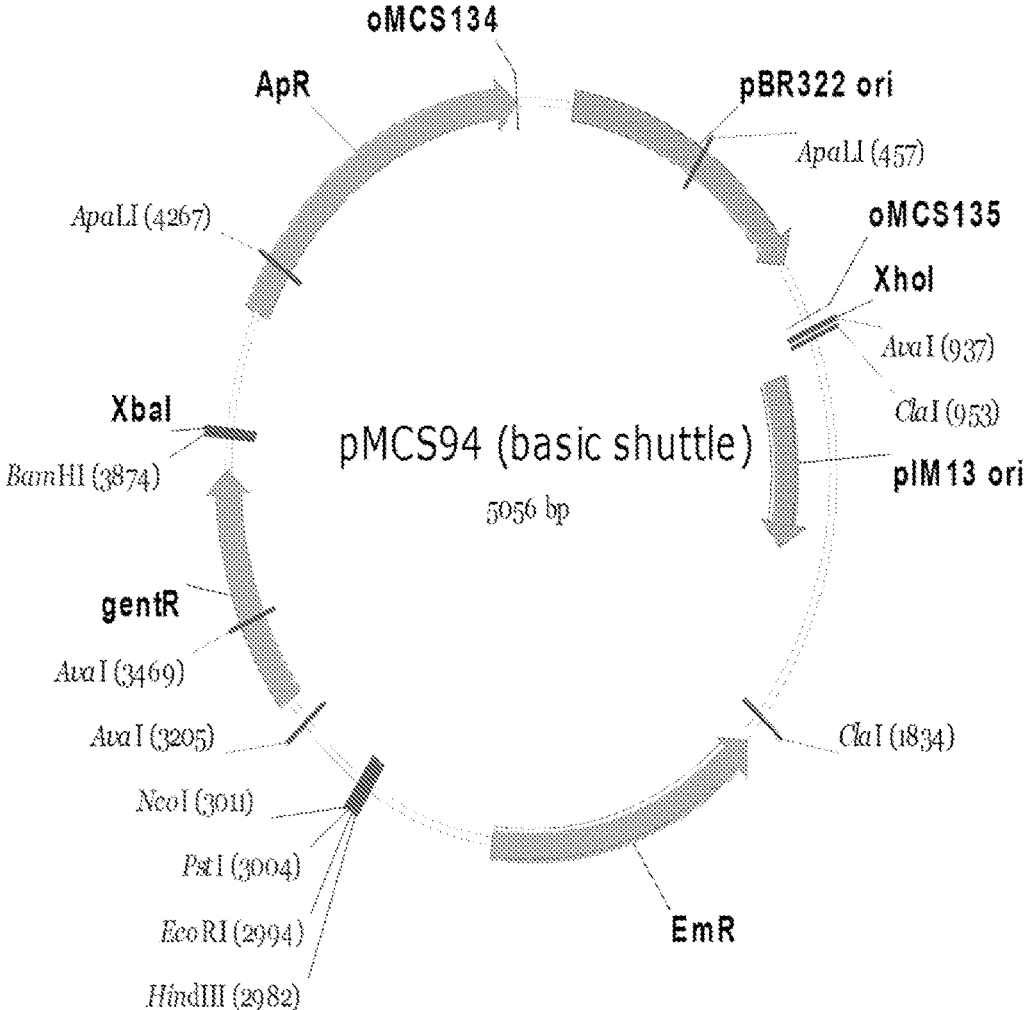 oMCS134
ApR
pBR322 ori
ApaLI (457)
ApaLI (4267)
oMCS135
XhoI
AvaI (937)
ClaI (953)
XbaI
BamHI (3874)
pMCS94 (basic shuttle)
5056 bp
pIM13 ori
gentR
AvaI (3469)
AvaI (3205)
ClaI (1834)
NcoI (3011)
PstI (3004)
EcoRI (2994)
EmR
HindIII (2982)